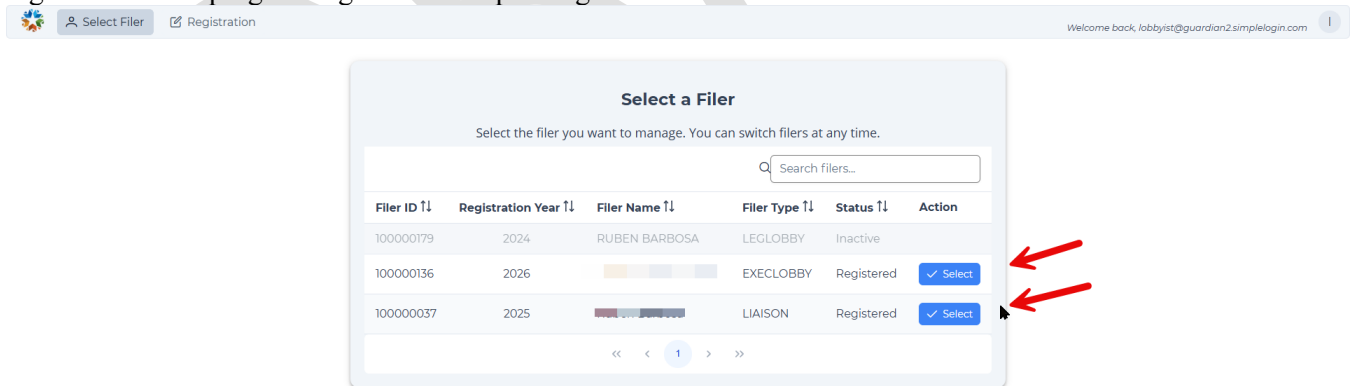 Select Filer Registration Welcome back, lobbyist@guardian2.simplelogin.com I
Select a Filer
Select the filer you want to manage. You can switch filers at any time.
Search filers...
Filer ID Registration Year Filer Name Filer Type Status Action
100000179 2024 RUBEN BARBOSA LEGLOBBY Inactive
100000136 2026 EXECLOBBY Registered Select
100000037 2025 LIAISON Registered Select
<< < 1 > >>